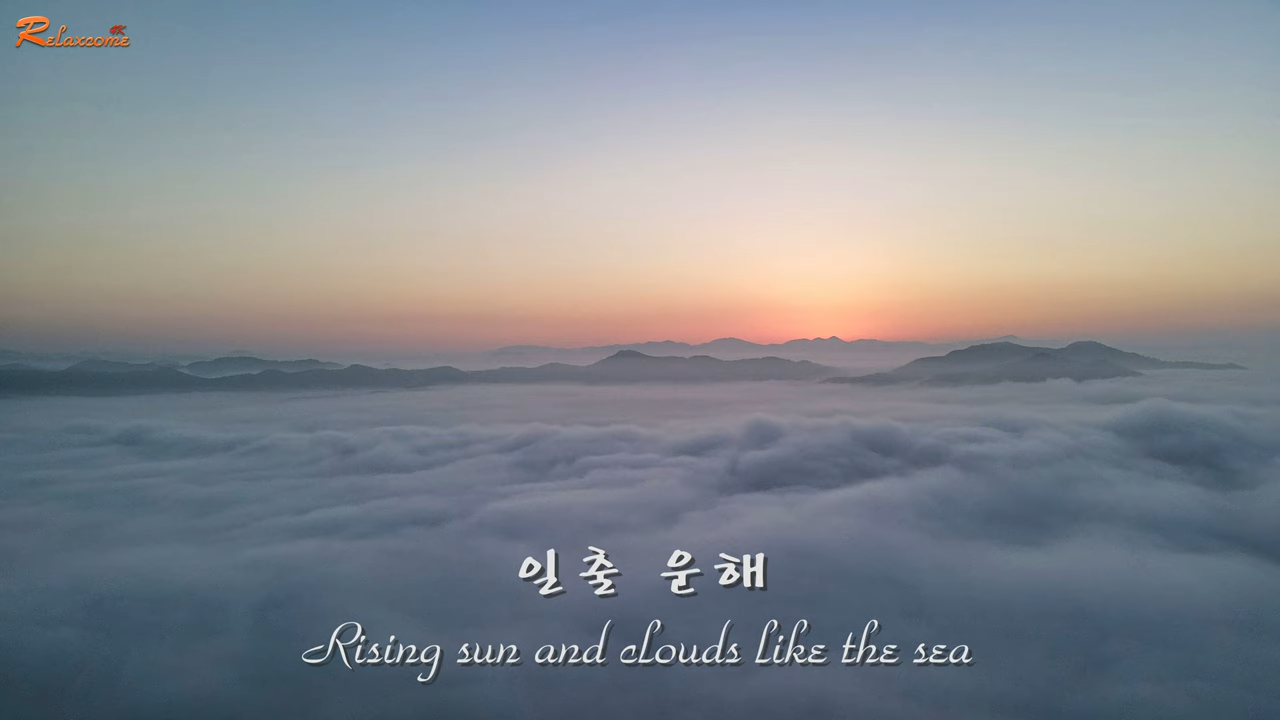 Relaxcome 4K
일출 운해
Rising sun and clouds like the sea